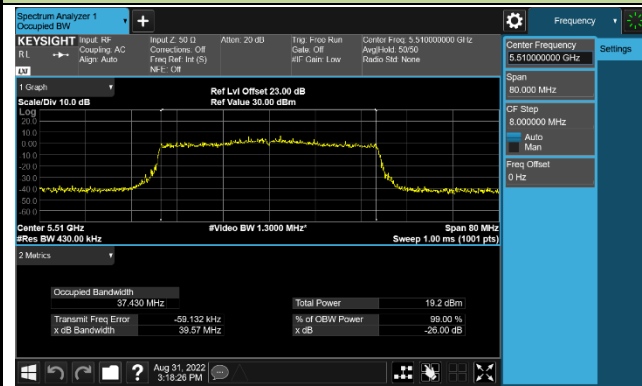 Spectrum Analyzer 1
Occupied BW
Frequency
KEYSIGHT
RL
LXI
Input: RF
Coupling: AC
Align: Auto
Input Z: 50 Ω
Corrections: Off
Freq Ref: Int (S)
NFE: Off
Atten: 20 dB
Trig: Free Run
Gate: Off
#IF Gain: Low
Center Freq: 5.510000000 GHz
Avg|Hold: 50/50
Radio Std: None
Center Frequency
5.510000000 GHz
Settings
Span
80.000 MHz
CF Step
8.000000 MHz
Auto
Man
Freq Offset
0 Hz
1 Graph
Scale/Div 10.0 dB
Ref Lvl Offset 23.00 dB
Ref Value 30.00 dBm
Log
20.0
10.0
0.00
-10.0
-20.0
-30.0
-40.0
-50.0
-60.0
Center 5.51 GHz
#Res BW 430.00 kHz
#Video BW 1.3000 MHz*
Span 80 MHz
Sweep 1.00 ms (1001 pts)
2 Metrics
Occupied Bandwidth
37.430 MHz
Total Power 19.2 dBm
Transmit Freq Error -59.132 kHz
% of OBW Power 99.00 %
x dB Bandwidth 39.57 MHz
x dB -26.00 dB
Aug 31, 2022
3:18:26 PM